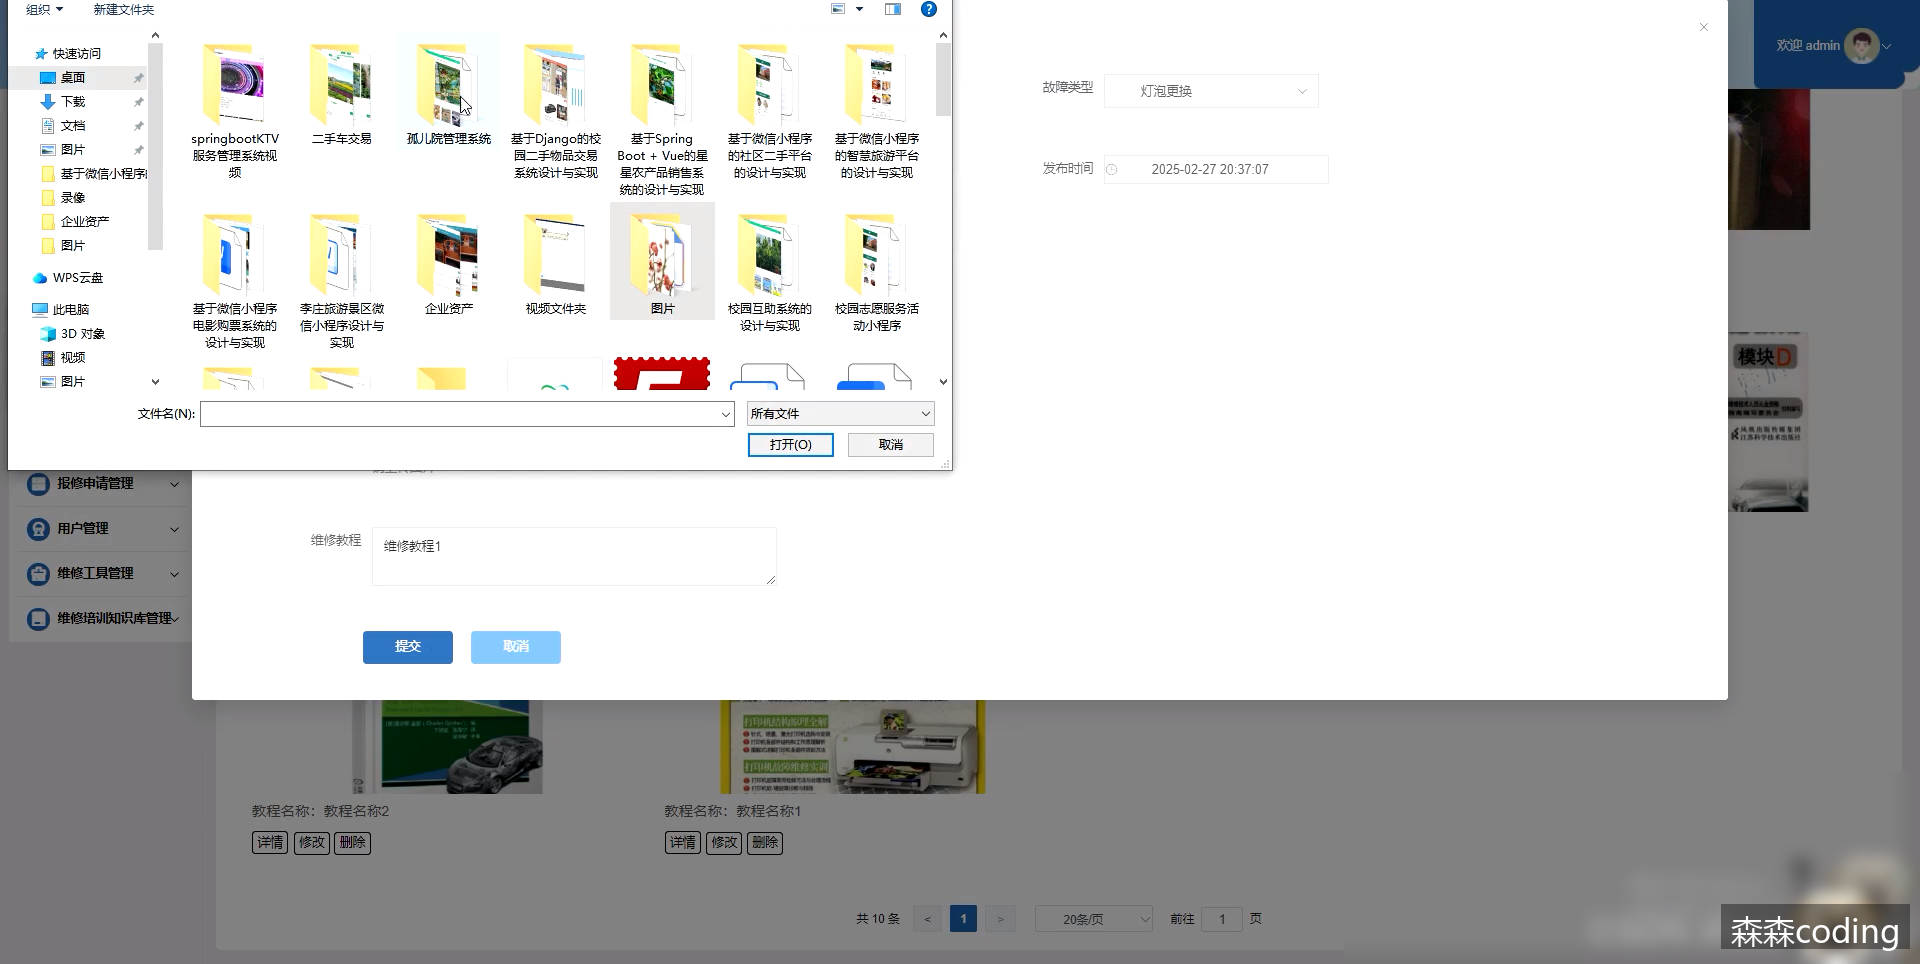 组织
新建文件夹
快速访问
桌面
下载
文档
图片
基于微信小程序
录像
企业资产
图片
WPS云盘
此电脑
3D 对象
视频
图片
springbootKTV
服务管理系统视
频
二手车交易
孤儿院管理系统
基于Django的校
园二手物品交易
系统设计与实现
基于Spring
Boot + Vue的星
星农产品销售系
统的设计与实现
基于微信小程序
的社区二手平台
的设计与实现
基于微信小程序
的智慧旅游平台
的设计与实现
基于微信小程序
电影购票系统的
设计与实现
李庄旅游景区微
信小程序设计与
实现
企业资产
视频文件夹
图片
校园互助系统的
设计与实现
校园志愿服务活
动小程序
文件名(N):
所有文件
打开(O)
取消
欢迎 admin
故障类型
灯泡更换
发布时间
2025-02-27 20:37:07
模块D
凤凰出版传媒集团
江苏科学技术出版社
报修申请管理
用户管理
维修工具管理
维修培训知识库管理
维修教程
维修教程1
提交
取消
打印机结构原理全解
打印机故障维修实训
教程名称：教程名称2
详情
修改
删除
教程名称：教程名称1
详情
修改
删除
共 10 条
<
1
>
20条/页
前往
1
页
森森coding